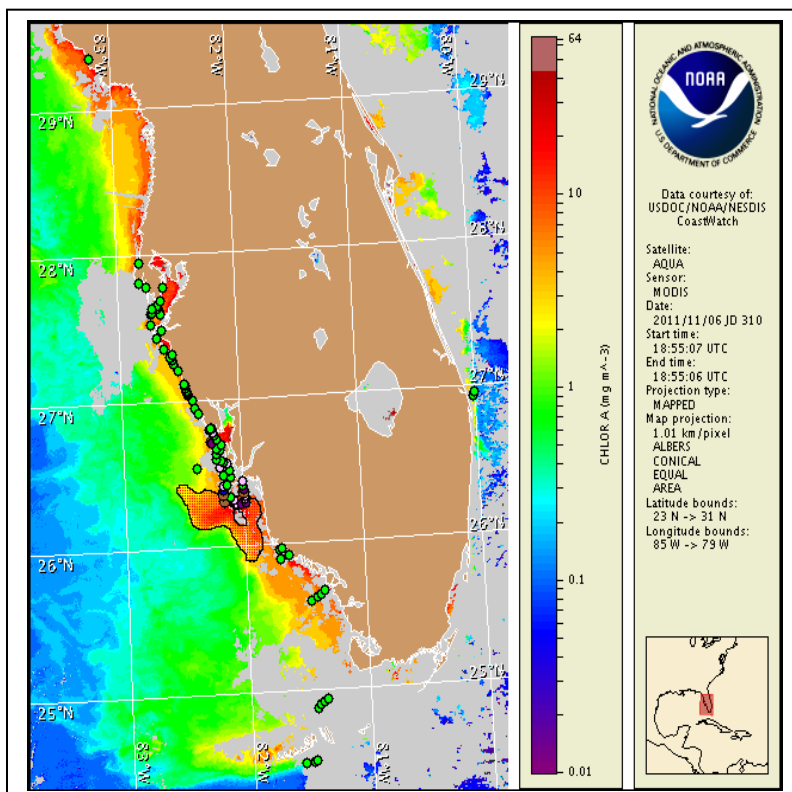 83°W
82°W
81°W
80°W
29°N
29°N
28°N
28°N
27°N
27°N
26°N
26°N
25°N
25°N
83°W
82°W
81°W
64
10
1
0.1
0.01
CHLOR A (mg m^-3)
NATIONAL OCEANIC AND ATMOSPHERIC ADMINISTRATION
NOAA
U.S. DEPARTMENT OF COMMERCE
Data courtesy of:
USDOC/NOAA/NESDIS
CoastWatch
Satellite:
AQUA
Sensor:
MODIS
Date:
2011/11/06 JD 310
Start time:
18:55:07 UTC
End time:
18:55:06 UTC
Projection type:
MAPPED
Map projection:
1.01 km/pixel
ALBERS
CONICAL
EQUAL
AREA
Latitude bounds:
23 N -> 31 N
Longitude bounds:
85 W -> 79 W